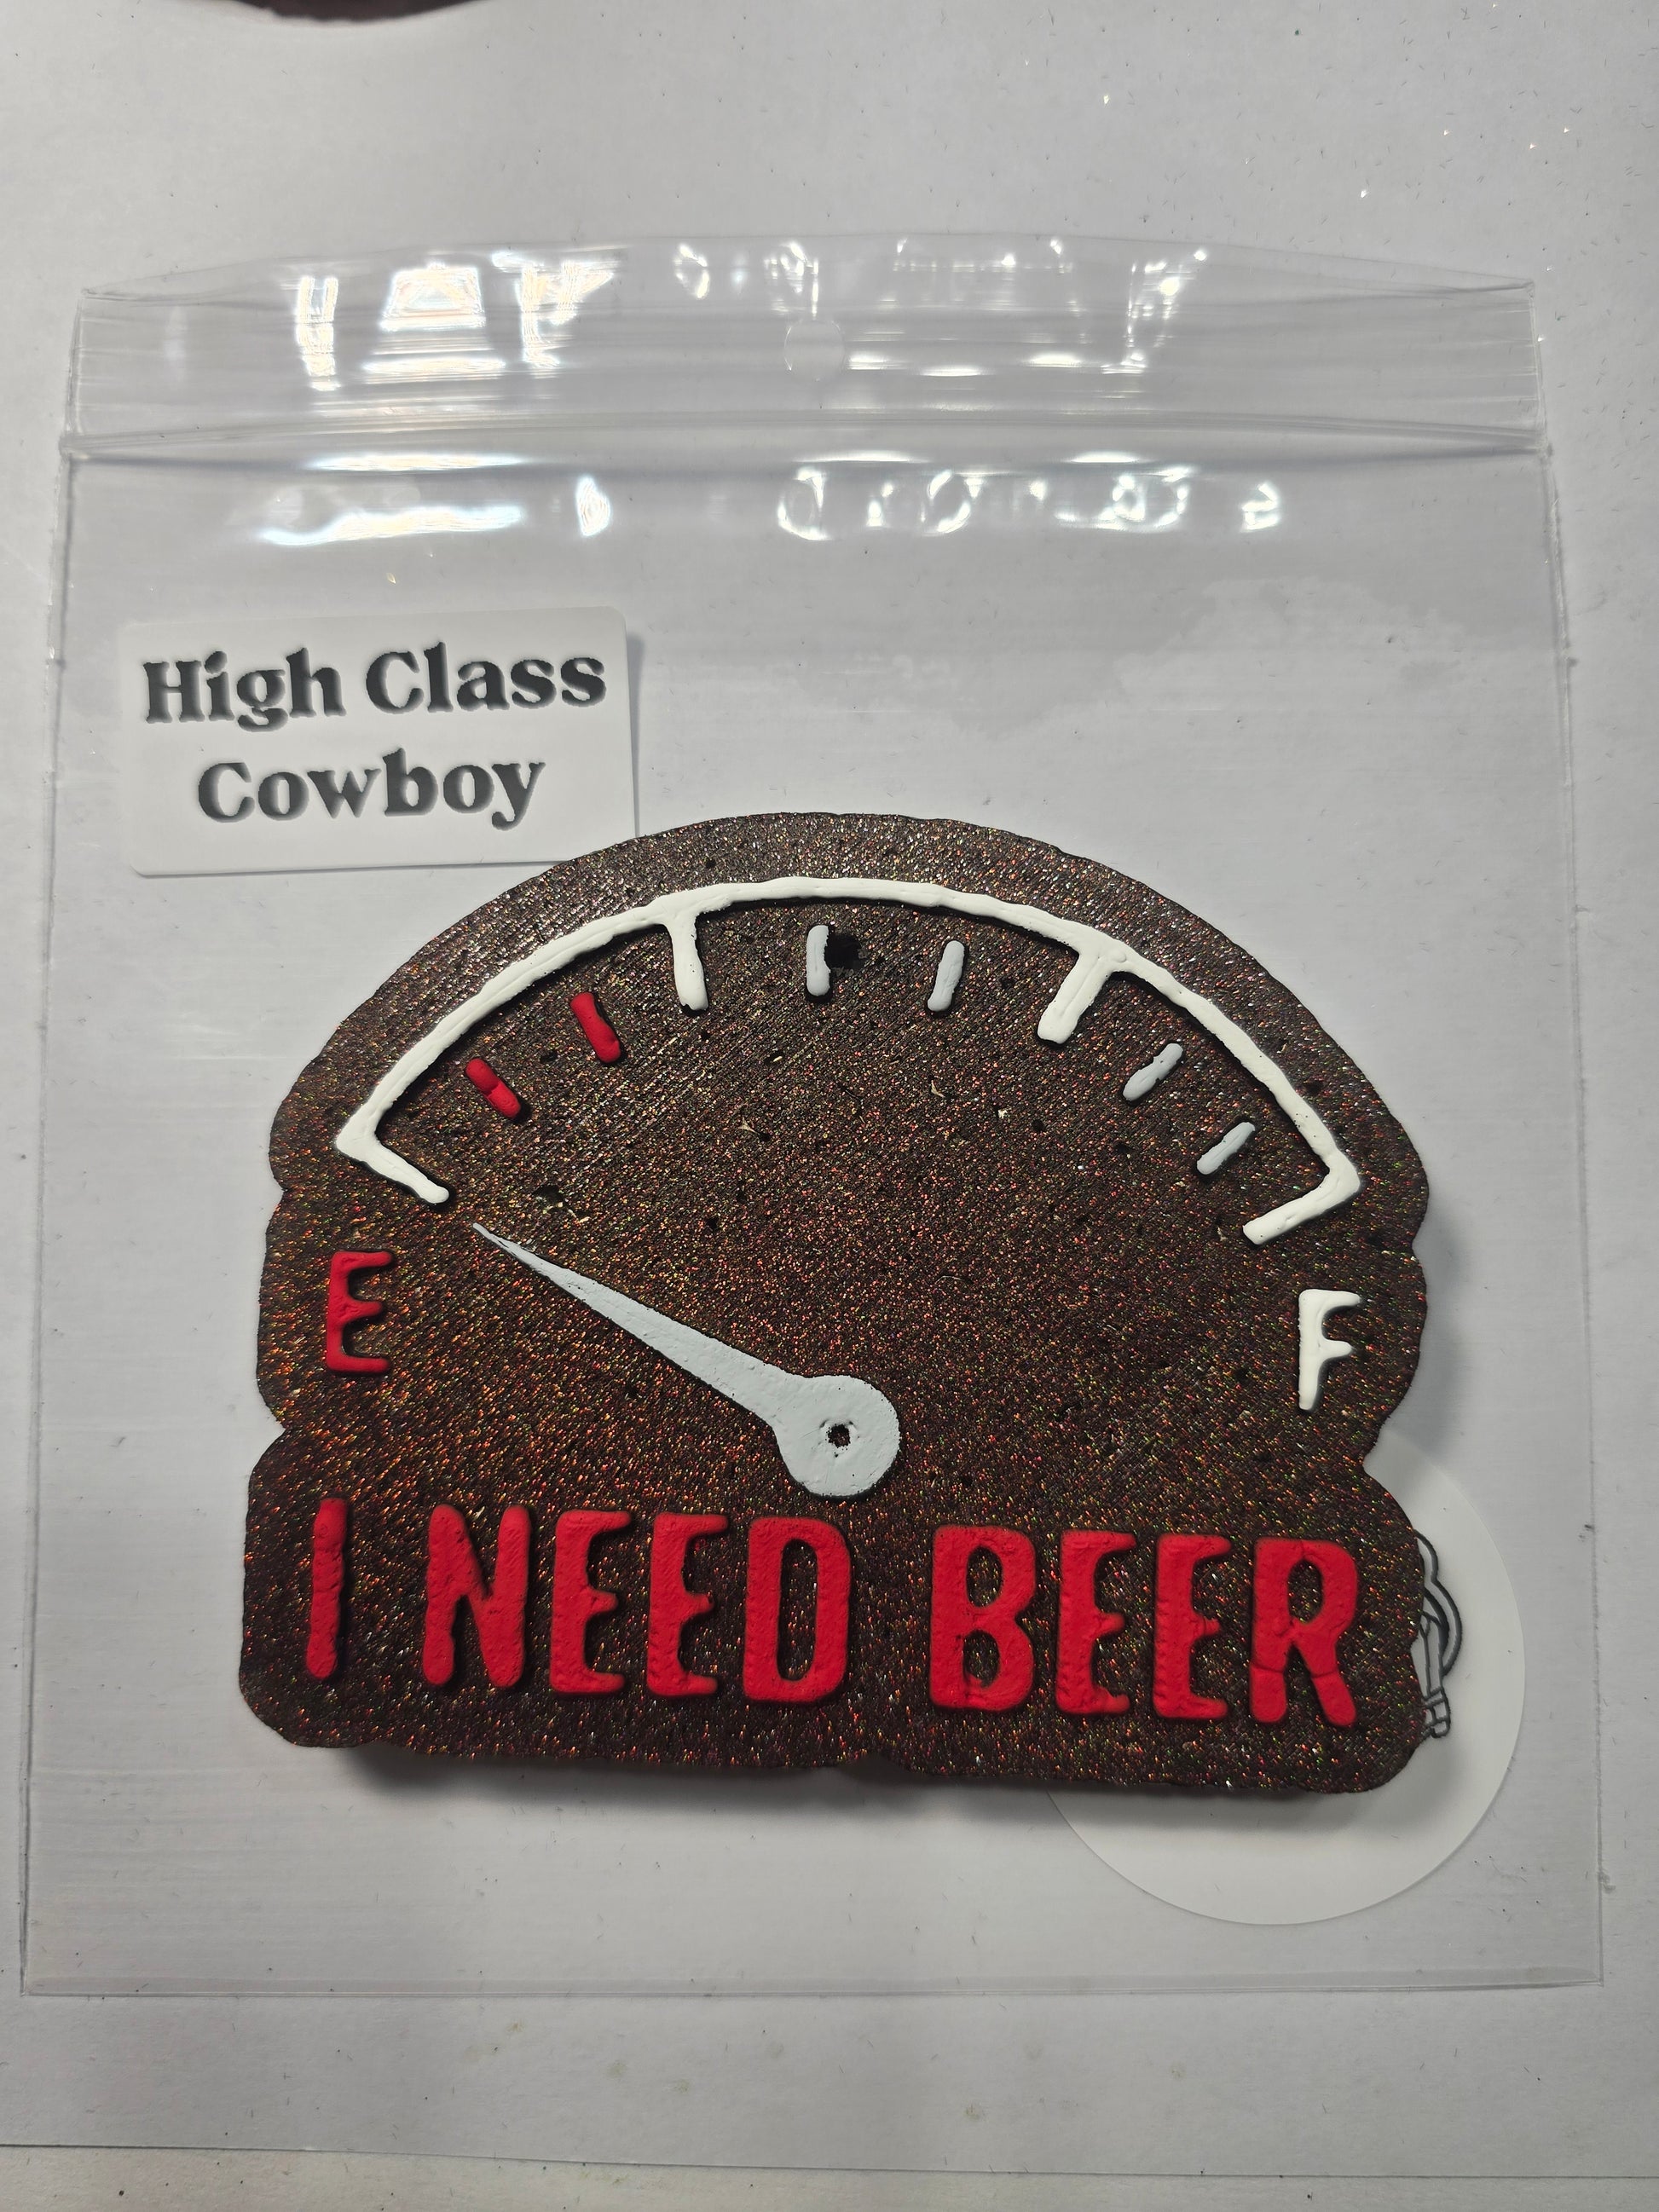 High Class
Cowboy
E
F
I NEED BEER